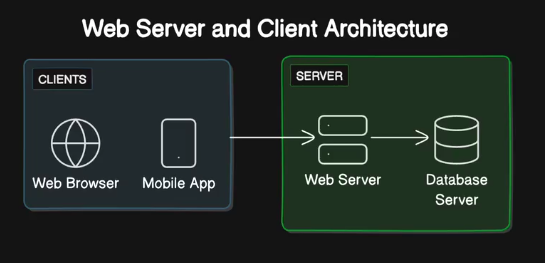 Web Server and Client Architecture
CLIENTS
Web Browser
Mobile App
SERVER
Web Server
Database
Server